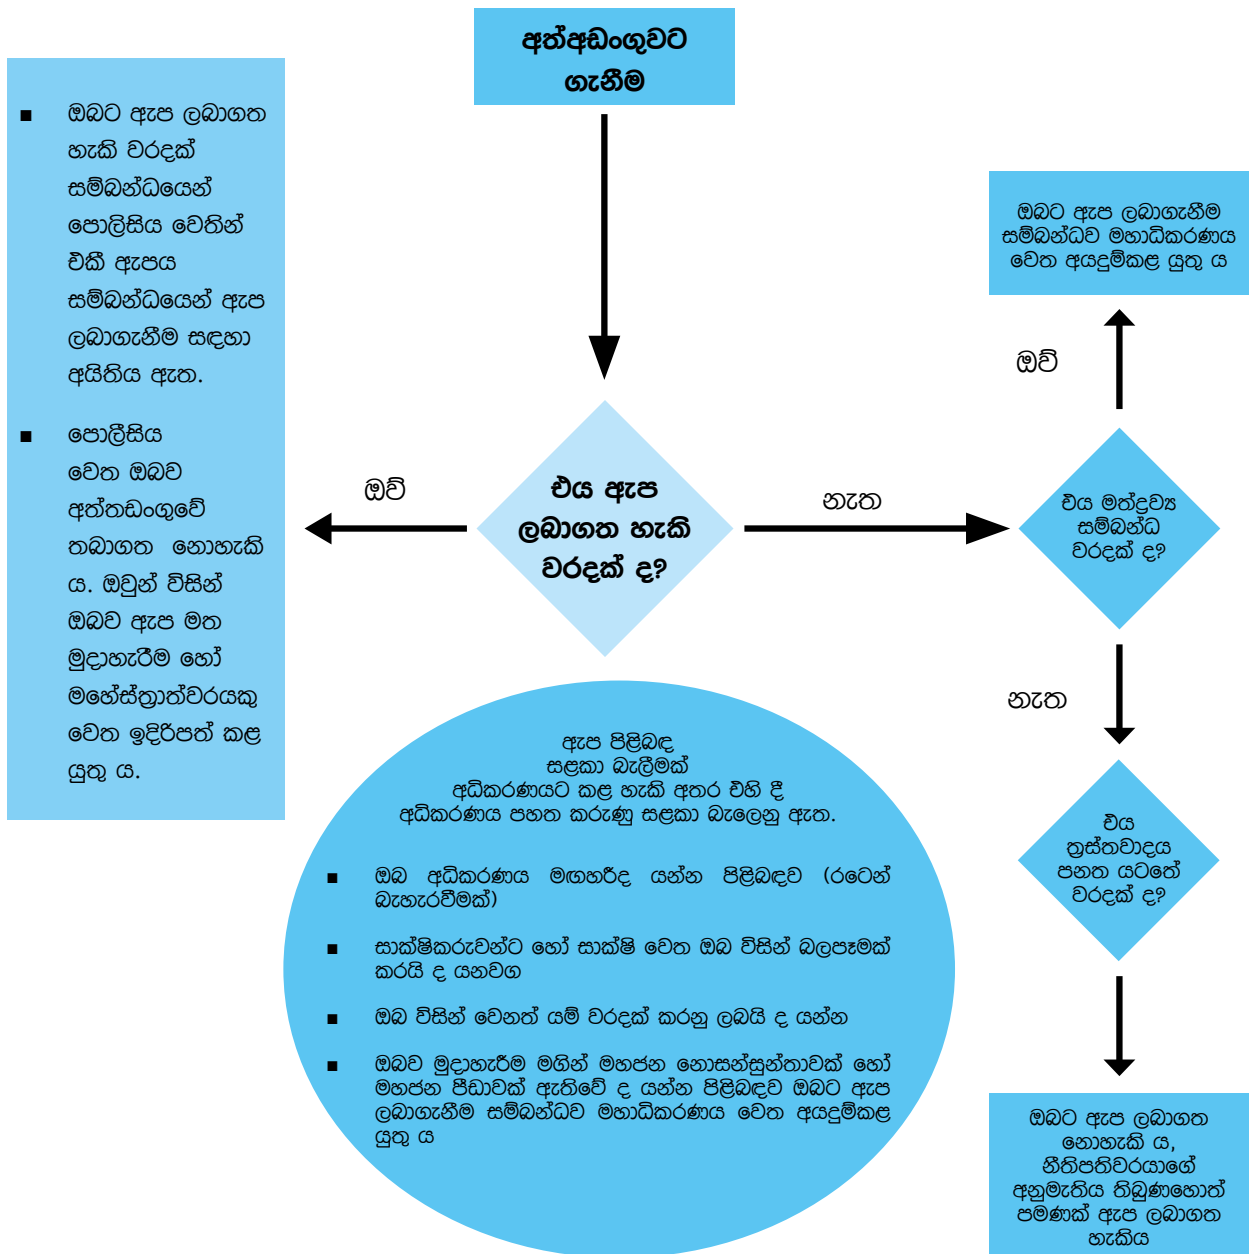 අත්අඩංගුවට
ගැනීම
■ ඔබට ඇප ලබාගත
හැකි වරදක්
සම්බන්ධයෙන්
පොලිසිය වෙතින්
එකී ඇපය
සම්බන්ධයෙන් ඇප
ලබාගැනීම සඳහා
අයිතිය ඇත.
■ පොලීසිය
වෙත ඔබව
අත්තඩංගුවේ
තබාගත නොහැකි
ය. ඔවුන් විසින්
ඔබව ඇප මත
මුදාහැරීම හෝ
මහේස්ත්‍රාත්වරයකු
වෙත ඉදිරිපත් කළ
යුතු ය.
ඔව්
එය ඇප
ලබාගත හැකි
වරදක් ද?
නැත
ඔබට ඇප ලබාගැනීම
සම්බන්ධව මහාධිකරණය
වෙත අයදුම්කළ යුතු ය
ඔව්
එය මත්ද්‍රව්‍ය
සම්බන්ධ
වරදක් ද?
නැත
එය
ත්‍රස්තවාදය
පනත යටතේ
වරදක් ද?
ඔබට ඇප ලබාගත
නොහැකි ය,
නීතිපතිවරයාගේ
අනුමැතිය තිබුණහොත්
පමණක් ඇප ලබාගත
හැකිය
ඇප පිළිබඳ
සළකා බැලීමක්
අධිකරණයට කළ හැකි අතර එහි දී
අධිකරණය පහත කරුණු සළකා බැලෙනු ඇත.
■ ඔබ අධිකරණය මඟහරීද යන්න පිළිබඳව (රටෙන්
බැහැරවීමක්)
■ සාක්ෂිකරුවන්ට හෝ සාක්ෂි වෙත ඔබ විසින් බලපෑමක්
කරයි ද යනවග
■ ඔබ විසින් වෙනත් යම් වරදක් කරනු ලබයි ද යන්න
■ ඔබව මුදාහැරීම මගින් මහජන නොසන්සුන්තාවක් හෝ
මහජන පීඩාවක් ඇතිවේ ද යන්න පිළිබඳව ඔබට ඇප
ලබාගැනීම සම්බන්ධව මහාධිකරණය වෙත අයදුම්කළ
යුතු ය